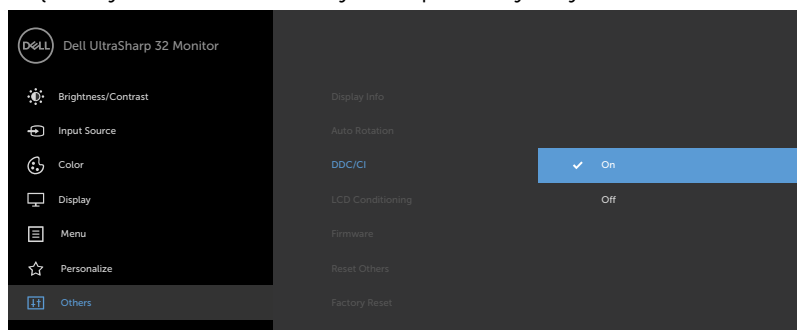 DELL Dell UltraSharp 32 Monitor
Brightness/Contrast
Display Info
Input Source
Auto Rotation
Color
DDC/CI
On
Display
LCD Conditioning
Off
Menu
Firmware
Personalize
Reset Others
Others
Factory Reset